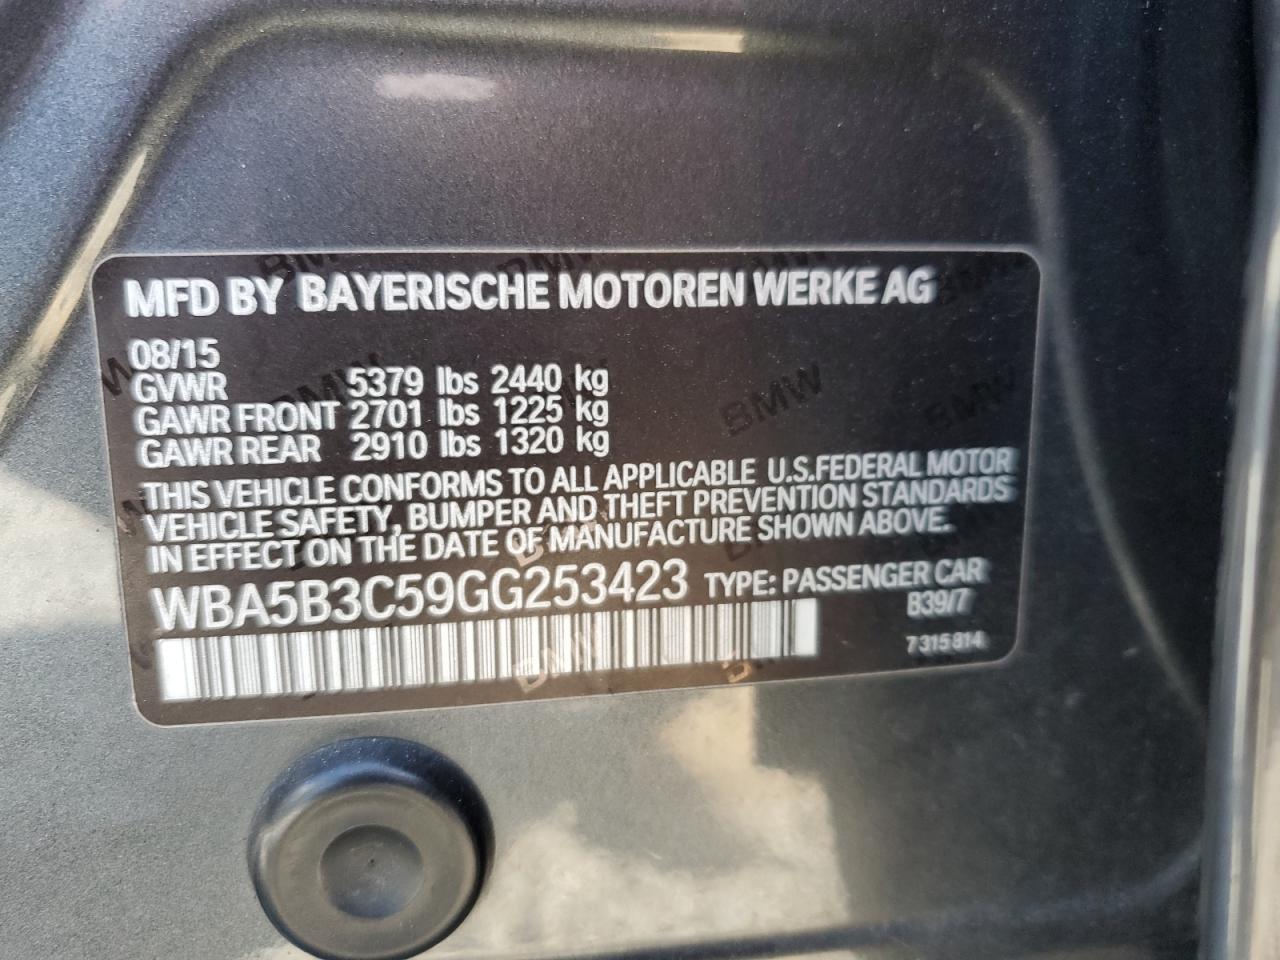 MFD BY BAYERISCHE MOTOREN WERKE AG
08/15
GVWR 5379 lbs 2440 kg
GAWR FRONT 2701 lbs 1225 kg
GAWR REAR 2910 lbs 1320 kg
THIS VEHICLE CONFORMS TO ALL APPLICABLE U.S.FEDERAL MOTOR
VEHICLE SAFETY, BUMPER AND THEFT PREVENTION STANDARDS
IN EFFECT ON THE DATE OF MANUFACTURE SHOWN ABOVE.
WBA5B3C59GG253423 TYPE: PASSENGER CAR
B39/7
7 315 814